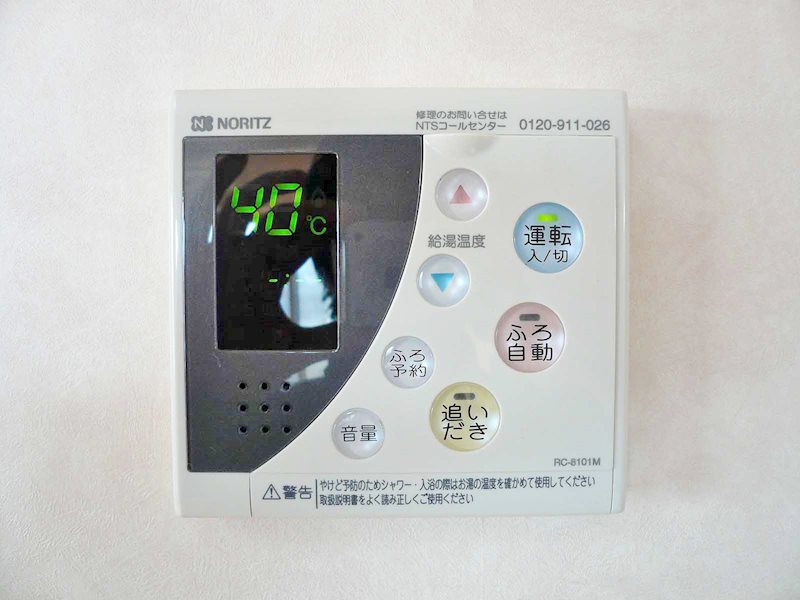 NORITZ
修理のお問い合せは
NTSコールセンター 0120-911-026
40℃
-:--
給湯温度
運転
入/切
ふろ
自動
ふろ
予約
追い
だき
音量
RC-8101M
警告
やけど予防のためシャワー・入浴の際はお湯の温度を確かめて使用してください
取扱説明書をよく読み正しくご使用ください